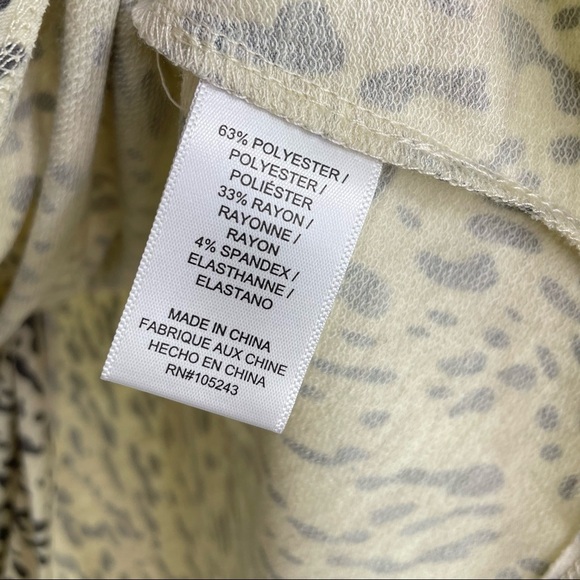 63% POLYESTER /
POLYESTER /
POLIÉSTER
33% RAYON /
RAYONNE /
RAYON
4% SPANDEX /
ELASTHANNE /
ELASTANO
MADE IN CHINA
FABRIQUE AUX CHINE
HECHO EN CHINA
RN#105243